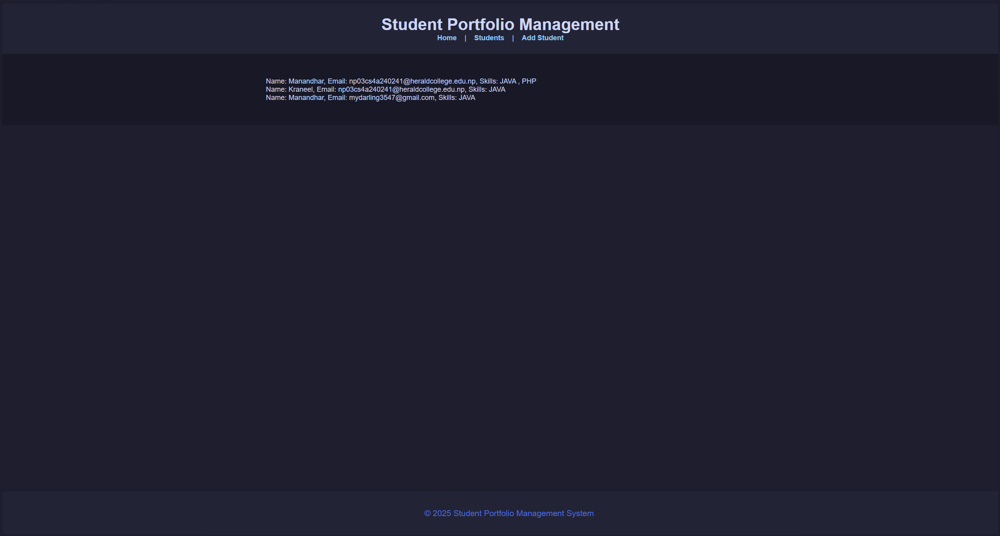 Student Portfolio Management
Home | Students | Add Student
Name: Manandhar, Email: np03cs4a240241@heraldcollege.edu.np, Skills: JAVA , PHP
Name: Kraneel, Email: np03cs4a240241@heraldcollege.edu.np, Skills: JAVA
Name: Manandhar, Email: mydarling3547@gmail.com, Skills: JAVA
© 2025 Student Portfolio Management System